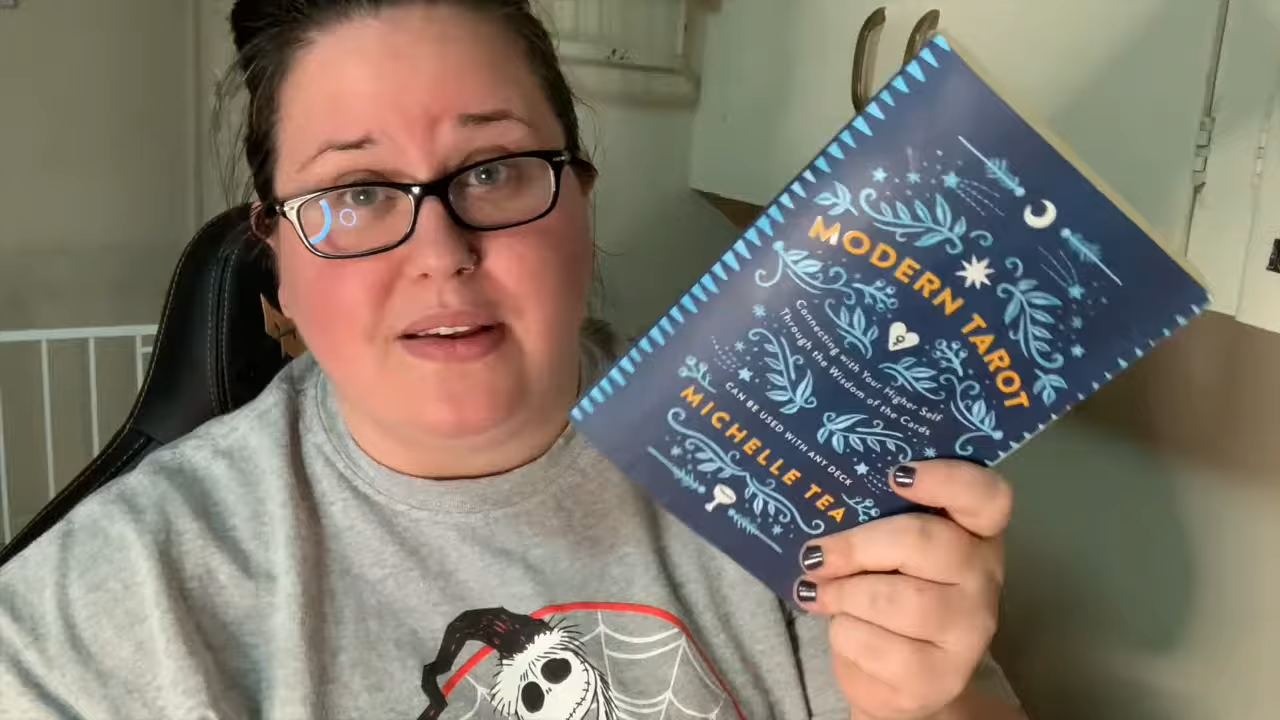 MODERN TAROT
Connecting with Your Higher Self
Through the Wisdom of the Cards
CAN BE USED WITH ANY DECK
MICHELLE TEA